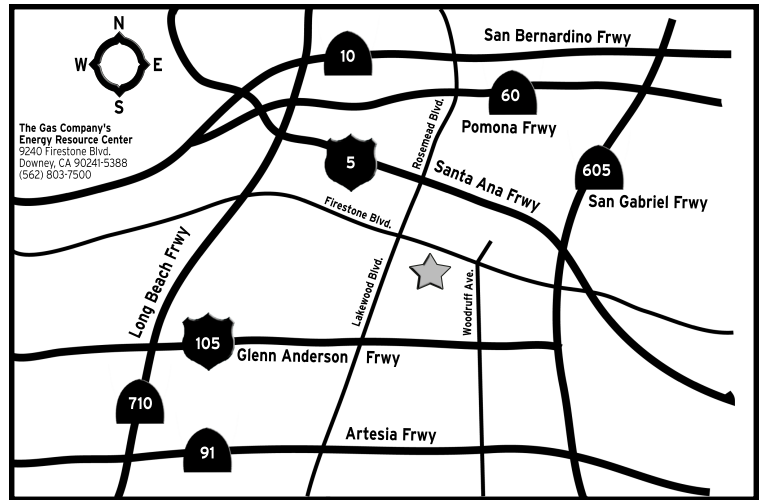 N
W E
S
The Gas Company's
Energy Resource Center
9240 Firestone Blvd.
Downey, CA 90241-5388
(562) 803-7500
San Bernardino Frwy
10
60
Pomona Frwy
Rosemead Blvd.
5
Santa Ana Frwy
605
San Gabriel Frwy
Firestone Blvd.
Long Beach Frwy
Lakewood Blvd.
Woodruff Ave.
105
Glenn Anderson Frwy
710
Artesia Frwy
91